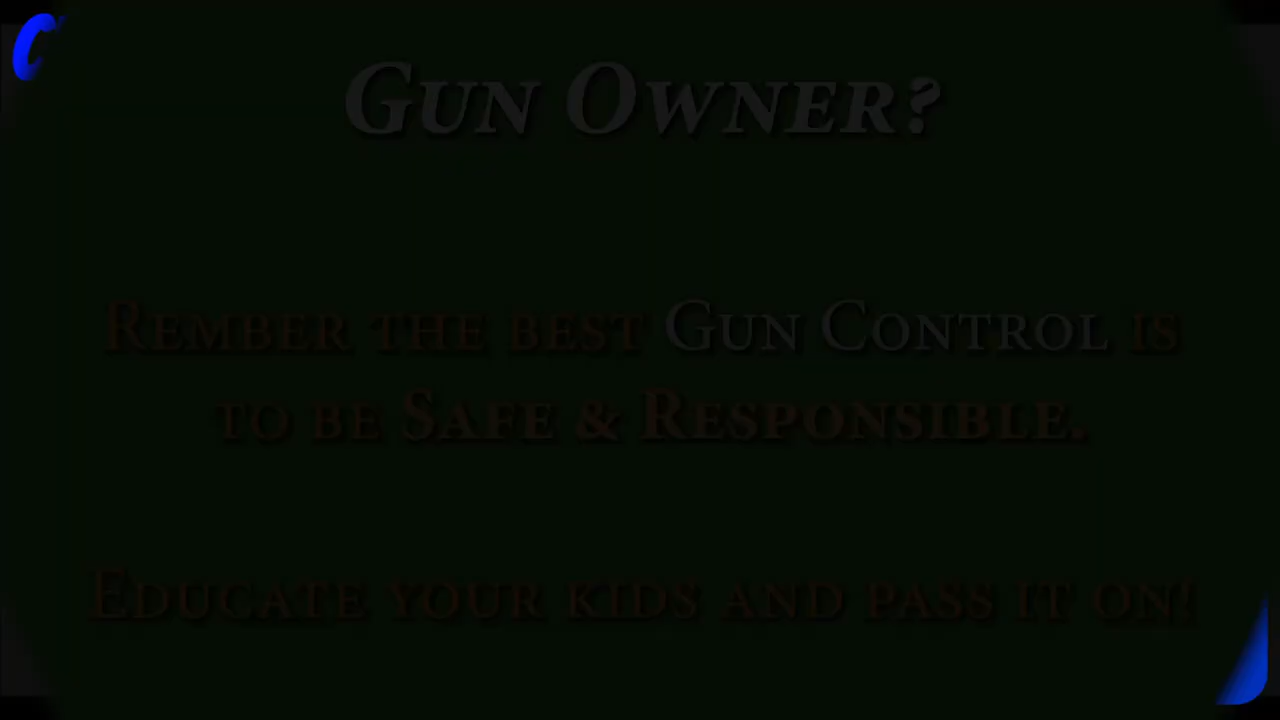 Gun Owner?
Rember the best Gun Control is
to be Safe & Responsible.
Educate your kids and pass it on!